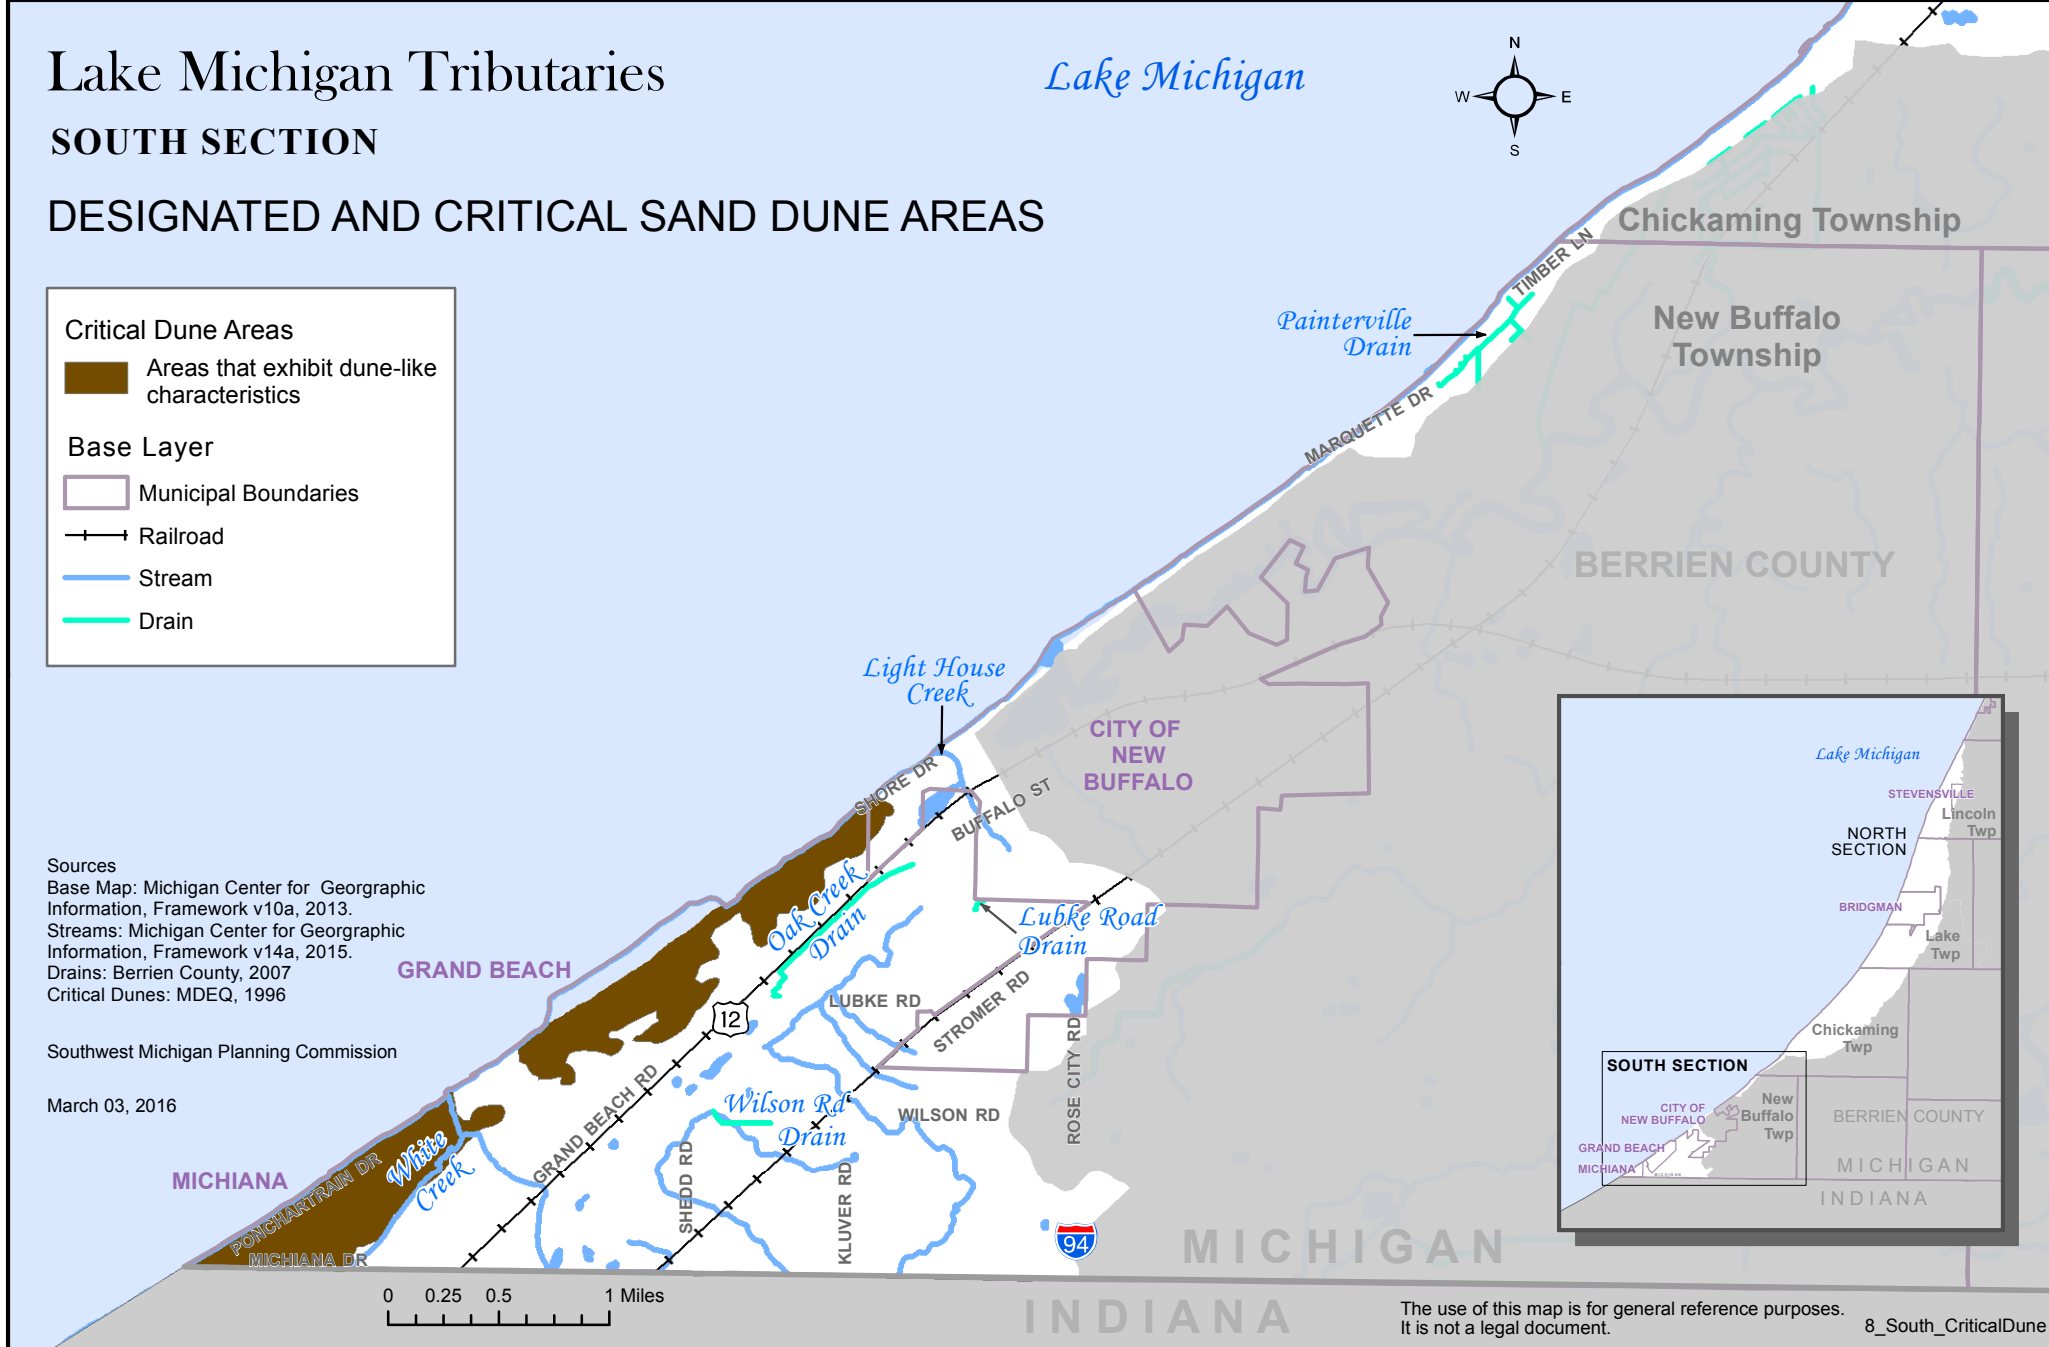 Lake Michigan Tributaries
SOUTH SECTION
DESIGNATED AND CRITICAL SAND DUNE AREAS
Lake Michigan
N
W
E
S
Critical Dune Areas
Areas that exhibit dune-like
characteristics
Base Layer
Municipal Boundaries
Railroad
Stream
Drain
Chickaming Township
TIMBER LN
New Buffalo
Township
Painterville
Drain
MARQUETTE DR
BERRIEN COUNTY
Light House
Creek
CITY OF
NEW
BUFFALO
SHORE DR
BUFFALO ST
Oak Creek
Drain
Lubke Road
Drain
GRAND BEACH
LUBKE RD
STROMER RD
12
GRAND BEACH RD
ROSE CITY RD
Wilson Rd
Drain
WILSON RD
White
Creek
MICHIANA
PONCHARTRAIN DR
MICHIANA DR
SHEDD RD
KLUVER RD
94
MICHIGAN
INDIANA
Sources
Base Map: Michigan Center for Georgraphic
Information, Framework v10a, 2013.
Streams: Michigan Center for Georgraphic
Information, Framework v14a, 2015.
Drains: Berrien County, 2007
Critical Dunes: MDEQ, 1996
Southwest Michigan Planning Commission
March 03, 2016
0 0.25 0.5 1 Miles
Lake Michigan
STEVENSVILLE
Lincoln
Twp
NORTH
SECTION
BRIDGMAN
Lake
Twp
Chickaming
Twp
SOUTH SECTION
CITY OF
NEW BUFFALO
New
Buffalo
Twp
BERRIEN COUNTY
GRAND BEACH
MICHIANA
MICHIGAN
MICHIGAN
INDIANA
The use of this map is for general reference purposes.
It is not a legal document.
8_South_CriticalDune